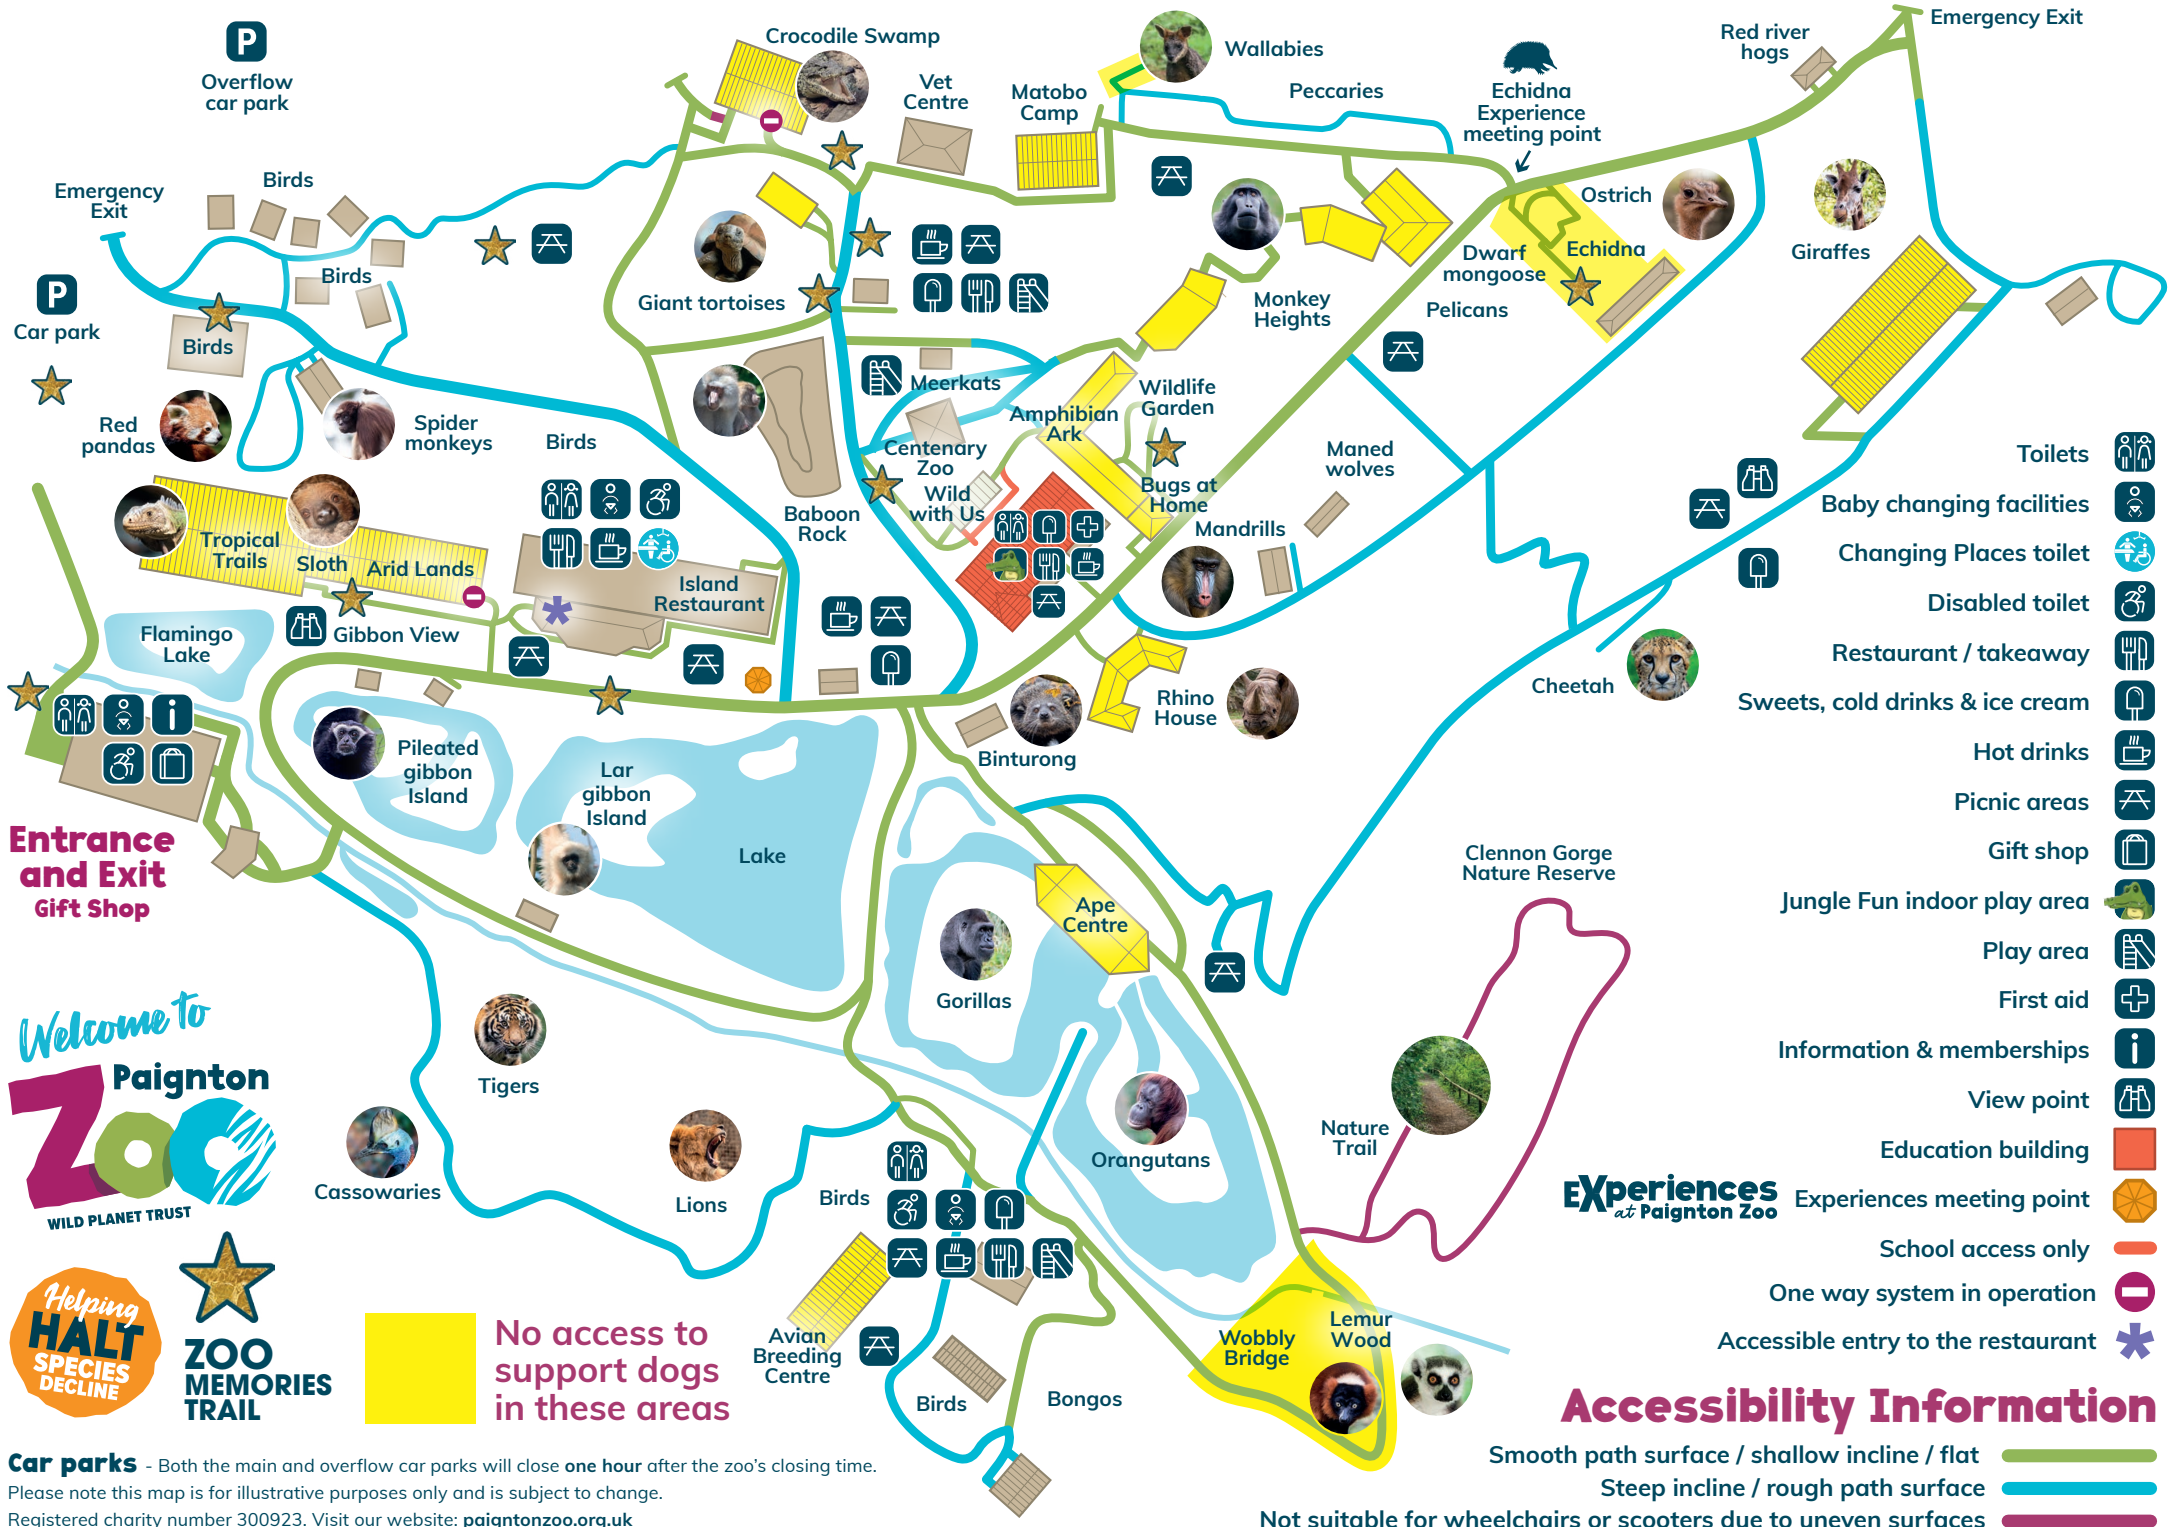 P
Overflow
car park
Crocodile Swamp
Vet
Centre
Matobo
Camp
Wallabies
Peccaries
Echidna
Experience
meeting point
Red river
hogs
Emergency Exit
Emergency
Exit
Birds
Birds
P
Car park
Birds
Giant tortoises
Monkey
Heights
Ostrich
Dwarf
mongoose
Echidna
Pelicans
Giraffes
Red
pandas
Spider
monkeys
Birds
Meerkats
Amphibian
Ark
Wildlife
Garden
Centenary
Zoo
Wild
with Us
Bugs at
Home
Maned
wolves
Mandrills
Baboon
Rock
Tropical
Trails
Sloth
Arid Lands
Island
Restaurant
Flamingo
Lake
Gibbon View
i
Pileated
gibbon
Island
Lar
gibbon
Island
Lake
Binturong
Rhino
House
Cheetah
Entrance
and Exit
Gift Shop
Ape
Centre
Gorillas
Orangutans
Clennon Gorge
Nature Reserve
Nature
Trail
Tigers
Cassowaries
Lions
Birds
Avian
Breeding
Centre
Birds
Bongos
Wobbly
Bridge
Lemur
Wood
Toilets
Baby changing facilities
Changing Places toilet
Disabled toilet
Restaurant / takeaway
Sweets, cold drinks & ice cream
Hot drinks
Picnic areas
Gift shop
Jungle Fun indoor play area
Play area
First aid
Information & memberships
i
View point
Education building
Experiences
at Paignton Zoo
Experiences meeting point
School access only
One way system in operation
Accessible entry to the restaurant
Accessibility Information
Smooth path surface / shallow incline / flat
Steep incline / rough path surface
Not suitable for wheelchairs or scooters due to uneven surfaces
Welcome to
Paignton
Zoo
WILD PLANET TRUST
Helping
HALT
SPECIES
DECLINE
ZOO
MEMORIES
TRAIL
No access to
support dogs
in these areas
Car parks - Both the main and overflow car parks will close one hour after the zoo's closing time.
Please note this map is for illustrative purposes only and is subject to change.
Registered charity number 300923. Visit our website: paigntonzoo.org.uk